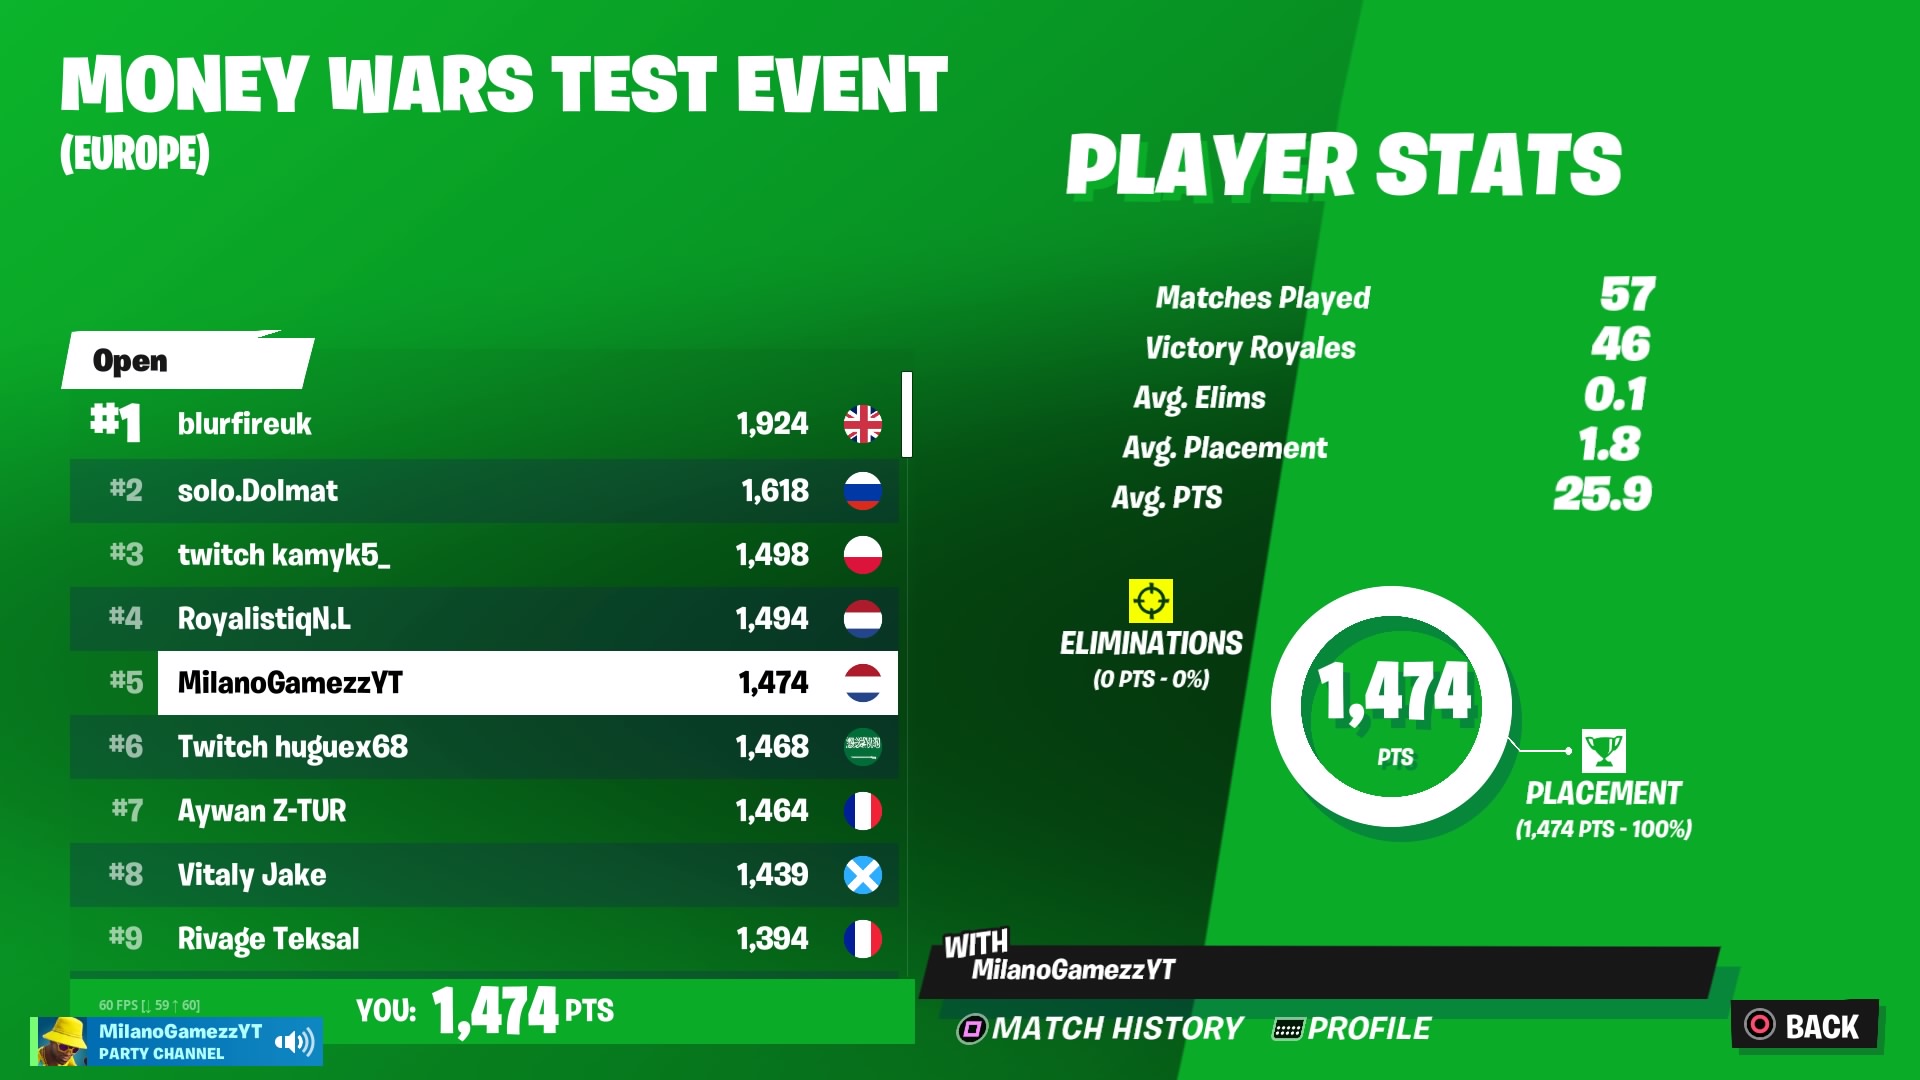 MONEY WARS TEST EVENT
(EUROPE)
Open
#1 blurfireuk 1,924
#2 solo.Dolmat 1,618
#3 twitch kamyk5_ 1,498
#4 RoyalistiqN.L 1,494
#5 MilanoGamezzYT 1,474
#6 Twitch huguex68 1,468
#7 Aywan Z-TUR 1,464
#8 Vitaly Jake 1,439
#9 Rivage Teksal 1,394
YOU: 1,474 PTS
60 FPS [↓ 59 ↑ 60]
MilanoGamezzYT
PARTY CHANNEL
PLAYER STATS
Matches Played 57
Victory Royales 46
Avg. Elims 0.1
Avg. Placement 1.8
Avg. PTS 25.9
ELIMINATIONS
(0 PTS - 0%)
1,474
PTS
PLACEMENT
(1,474 PTS - 100%)
WITH
MilanoGamezzYT
MATCH HISTORY PROFILE BACK